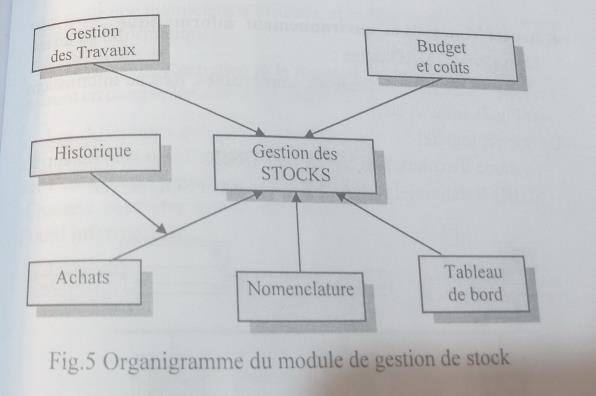 Gestion
des Travaux
Budget
et coûts
Historique
Gestion des
STOCKS
Achats
Nomenclature
Tableau
de bord
Fig.5 Organigramme du module de gestion de stock